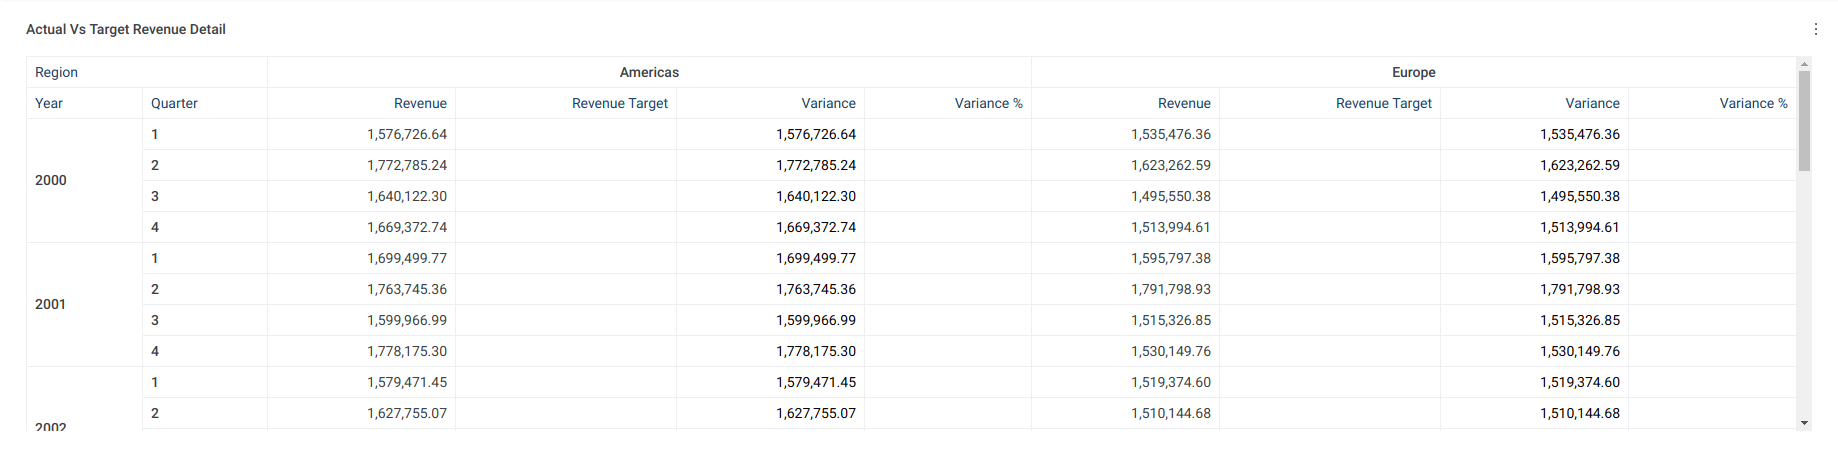 Actual Vs Target Revenue Detail
Region Americas Europe
Year Quarter Revenue Revenue Target Variance Variance % Revenue Revenue Target Variance Variance %
2000 1 1,576,726.64 1,576,726.64 1,535,476.36 1,535,476.36
2 1,772,785.24 1,772,785.24 1,623,262.59 1,623,262.59
3 1,640,122.30 1,640,122.30 1,495,550.38 1,495,550.38
4 1,669,372.74 1,669,372.74 1,513,994.61 1,513,994.61
2001 1 1,699,499.77 1,699,499.77 1,595,797.38 1,595,797.38
2 1,763,745.36 1,763,745.36 1,791,798.93 1,791,798.93
3 1,599,966.99 1,599,966.99 1,515,326.85 1,515,326.85
4 1,778,175.30 1,778,175.30 1,530,149.76 1,530,149.76
2002 1 1,579,471.45 1,579,471.45 1,519,374.60 1,519,374.60
2 1,627,755.07 1,627,755.07 1,510,144.68 1,510,144.68